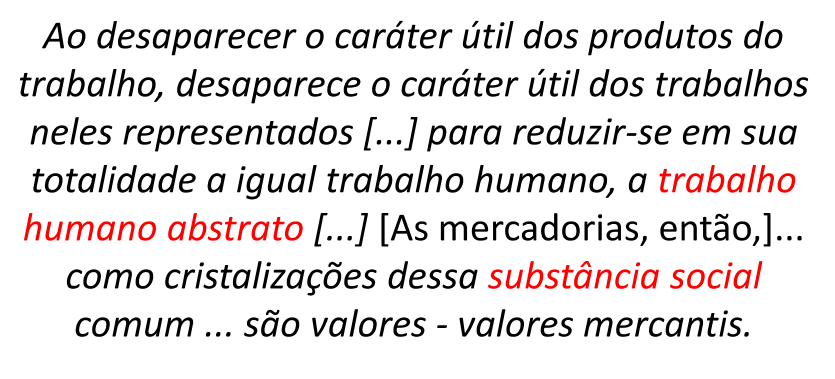 Ao desaparecer o caráter útil dos produtos do
trabalho, desaparece o caráter útil dos trabalhos
neles representados [...] para reduzir-se em sua
totalidade a igual trabalho humano, a trabalho
humano abstrato [...] [As mercadorias, então,]...
como cristalizações dessa substância social
comum ... são valores - valores mercantis.